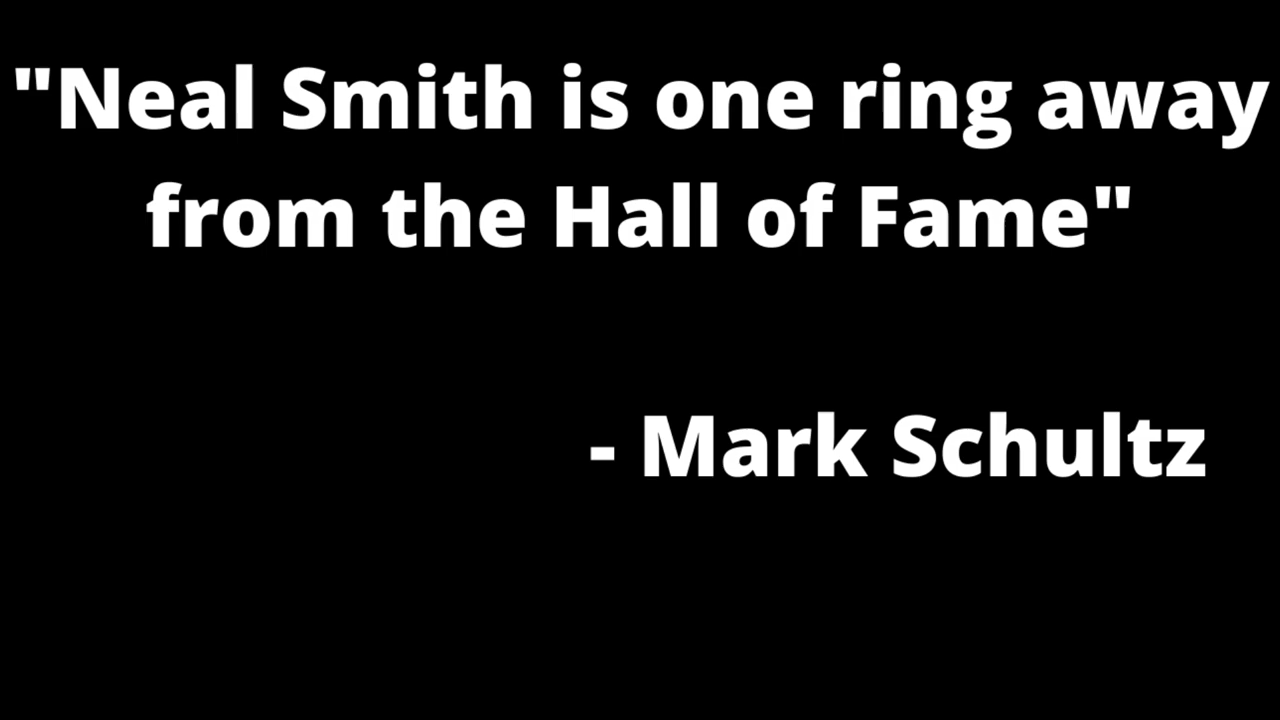 "Neal Smith is one ring away
from the Hall of Fame"
- Mark Schultz